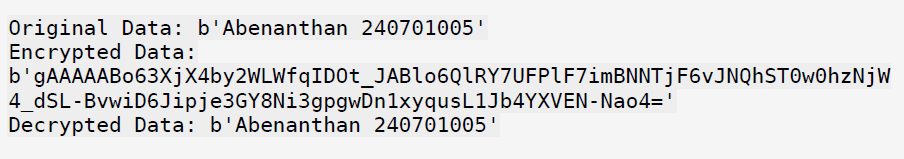 Original Data: b'Abenanthan 240701005'
Encrypted Data:
b'gAAAAABo63XjX4by2WLWfqIDOt_JABlo6QlRY7UFPlF7imBNNTjF6vJNQhST0w0hzNjW
4_dSL-BvwiD6Jipje3GY8Ni3gpgwDn1xyqusL1Jb4YXVEN-Nao4='
Decrypted Data: b'Abenanthan 240701005'